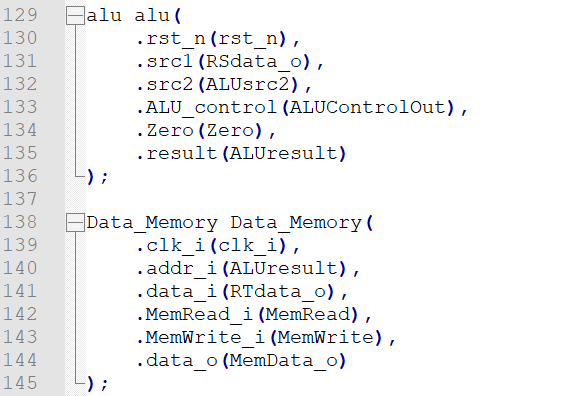 129 alu alu(
130     .rst_n(rst_n),
131     .src1(RSdata_o),
132     .src2(ALUsrc2),
133     .ALU_control(ALUControlOut),
134     .Zero(Zero),
135     .result(ALUresult)
136 );
137
138 Data_Memory Data_Memory(
139     .clk_i(clk_i),
140     .addr_i(ALUresult),
141     .data_i(RTdata_o),
142     .MemRead_i(MemRead),
143     .MemWrite_i(MemWrite),
144     .data_o(MemData_o)
145 );